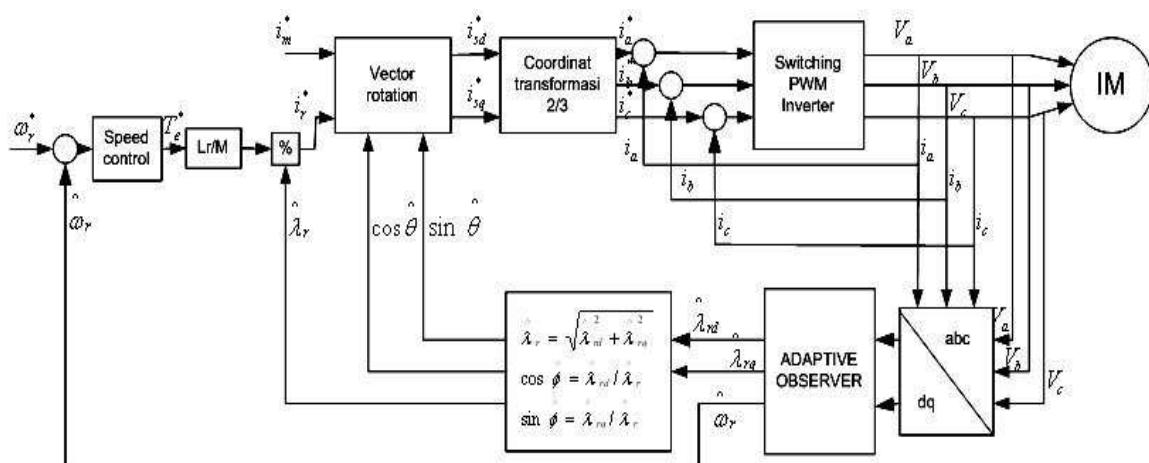 i*m
i*sd
i*a
Va
Vector
rotation
Coordinat
transformasi
2/3
Switching
PWM
Inverter
Vb
IM
i*r
i*sq
i*b
i*c
Vc
ω*r
T*e
Speed
control
Lr/M
%
ia
ib
ic
ω̂r
λ̂r
cos θ̂
sin θ̂
λ̂r = √(λ̂rd² + λ̂rq²)
cos ϕ = λ̂rd / λ̂r
sin ϕ = λ̂rq / λ̂r
λ̂rd
λ̂rq
ω̂r
ADAPTIVE
OBSERVER
abc
dq
Va
Vb
Vc